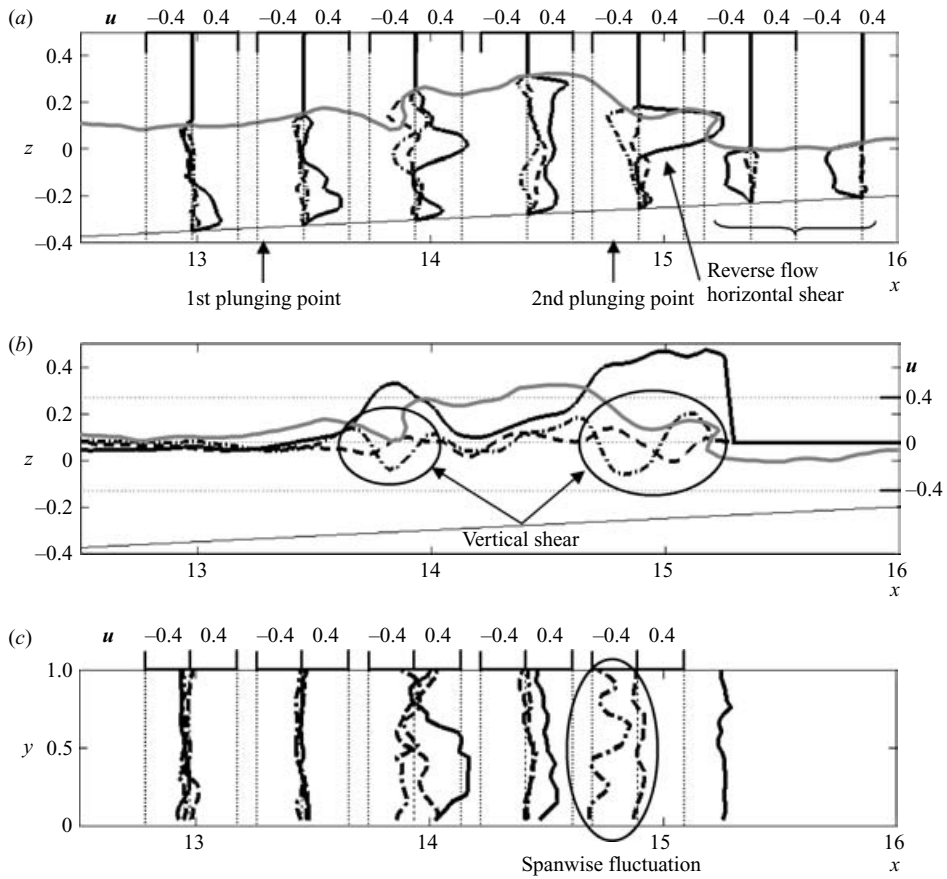 (a) u −0.4 0.4 −0.4 0.4 −0.4 0.4 −0.4 0.4 −0.4 0.4 −0.4 0.4 −0.4 0.4
0.4
0.2
z 0
−0.2
−0.4
13 14 15 16
x
1st plunging point
2nd plunging point
Reverse flow
horizontal shear
(b)
0.4
0.2
z 0
−0.2
−0.4
u
0.4
0
−0.4
Vertical shear
13 14 15 16
x
(c) u −0.4 0.4 −0.4 0.4 −0.4 0.4 −0.4 0.4 −0.4 0.4
1.0
y 0.5
0
13 14 15 16
Spanwise fluctuation x